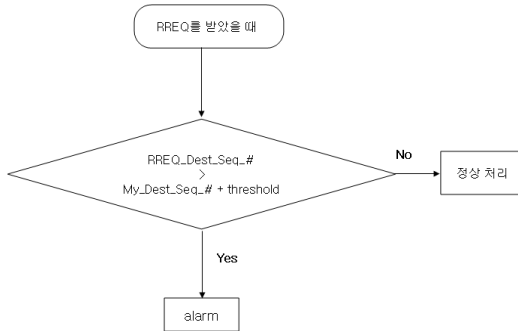 RREQ를 받았을 때
RREQ_Dest_Seq_#
>
My_Dest_Seq_# + threshold
No
정상 처리
Yes
alarm